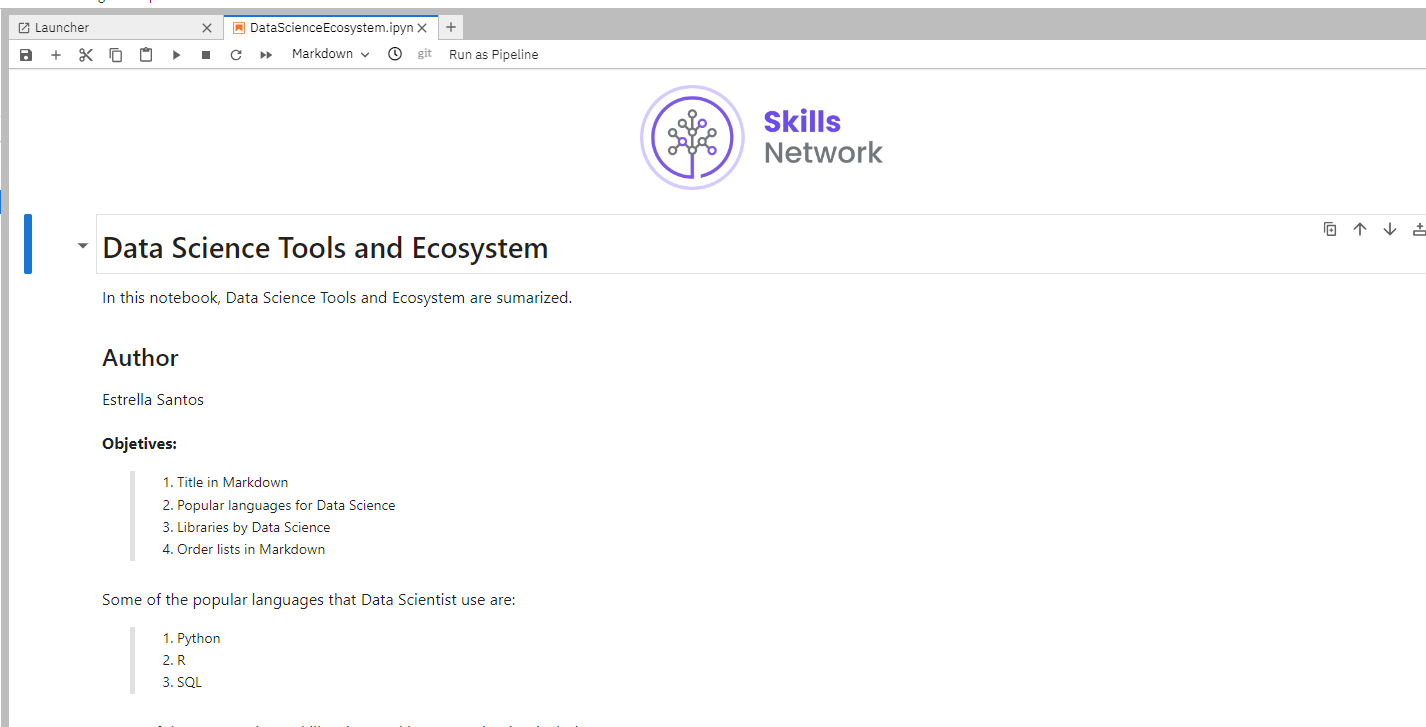 Launcher
DataScienceEcosystem.ipyn
Markdown
git
Run as Pipeline
Skills
Network
Data Science Tools and Ecosystem
In this notebook, Data Science Tools and Ecosystem are sumarized.
Author
Estrella Santos
Objetives:
1. Title in Markdown
2. Popular languages for Data Science
3. Libraries by Data Science
4. Order lists in Markdown
Some of the popular languages that Data Scientist use are:
1. Python
2. R
3. SQL